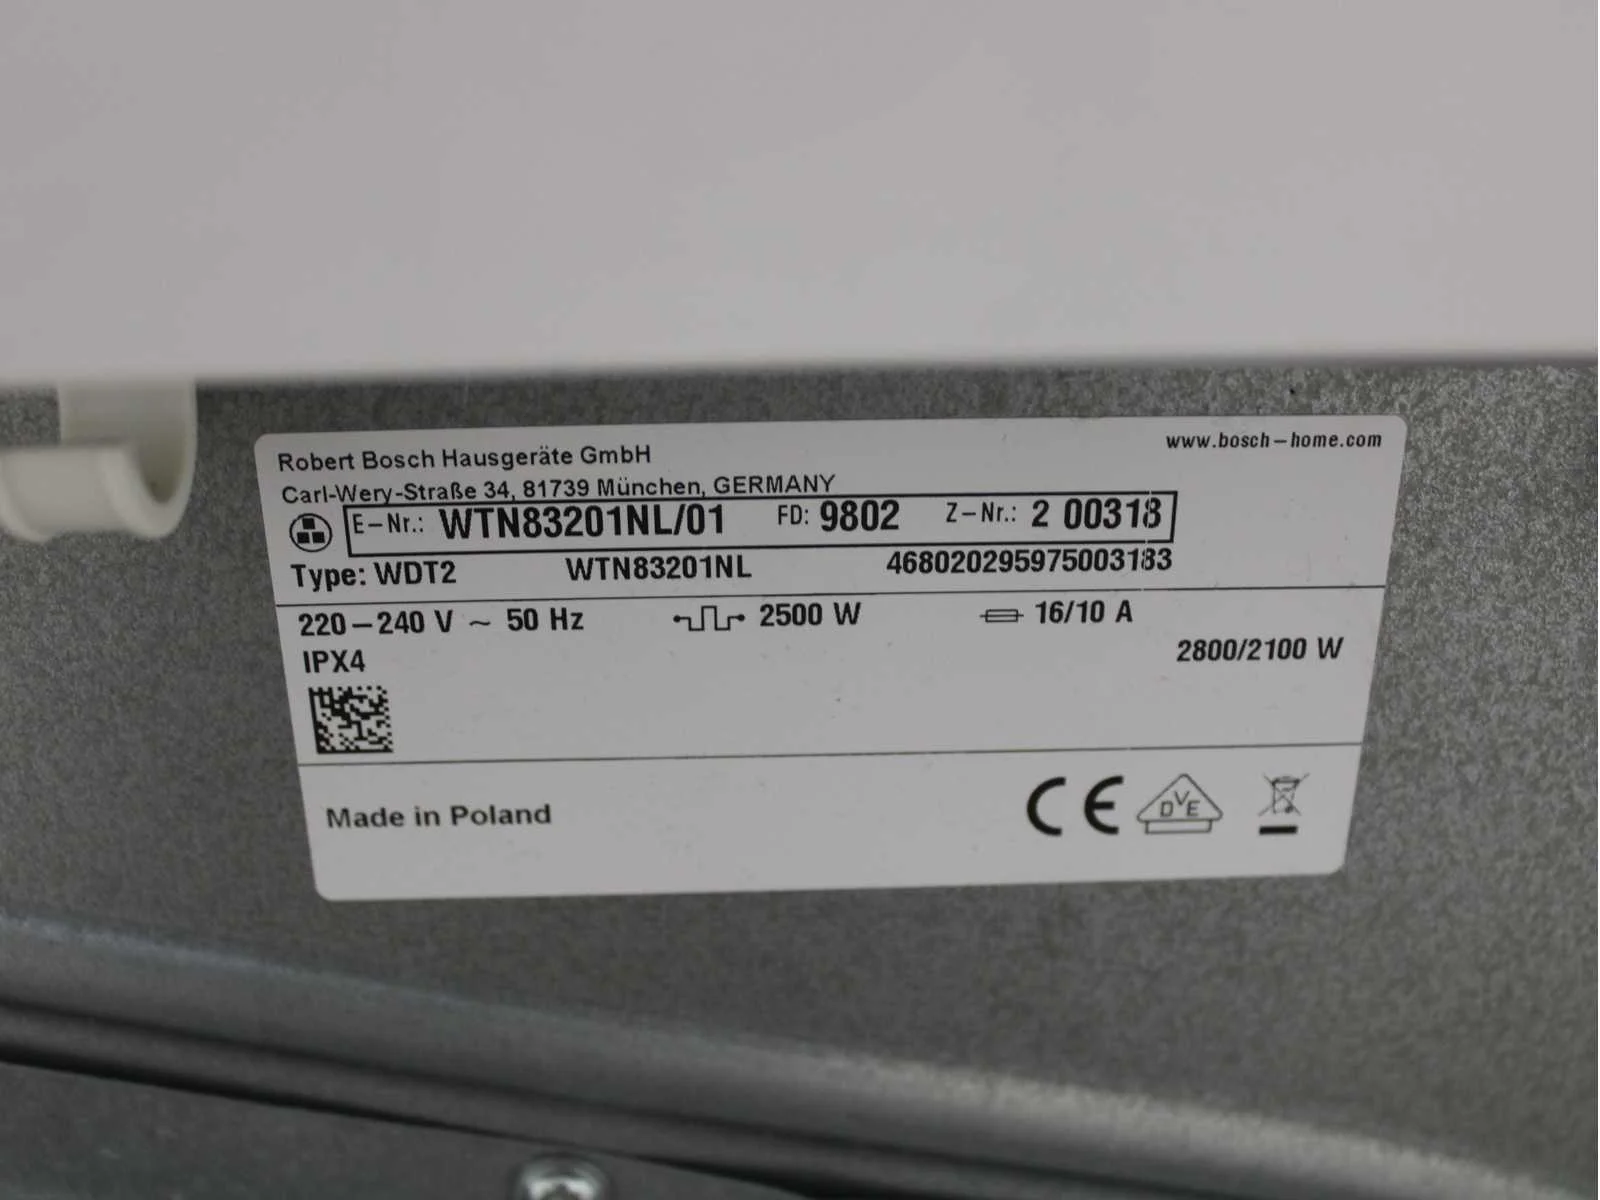 www.bosch-home.com
Robert Bosch Hausgeräte GmbH
Carl-Wery-Straße 34, 81739 München, GERMANY
E-Nr.: WTN83201NL/01 FD: 9802 Z-Nr.: 2 00318
Type: WDT2 WTN83201NL 468020295975003183
220-240 V ~ 50 Hz 2500 W 16/10 A
IPX4 2800/2100 W
Made in Poland CE DVE